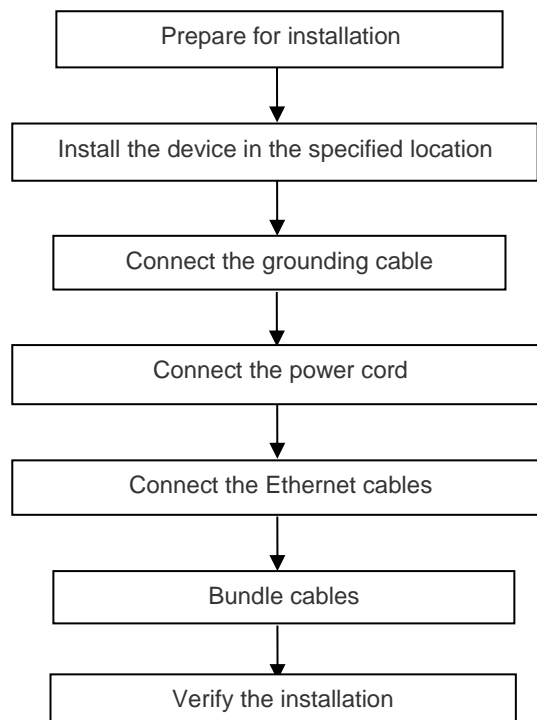 Prepare for installation
Install the device in the specified location
Connect the grounding cable
Connect the power cord
Connect the Ethernet cables
Bundle cables
Verify the installation